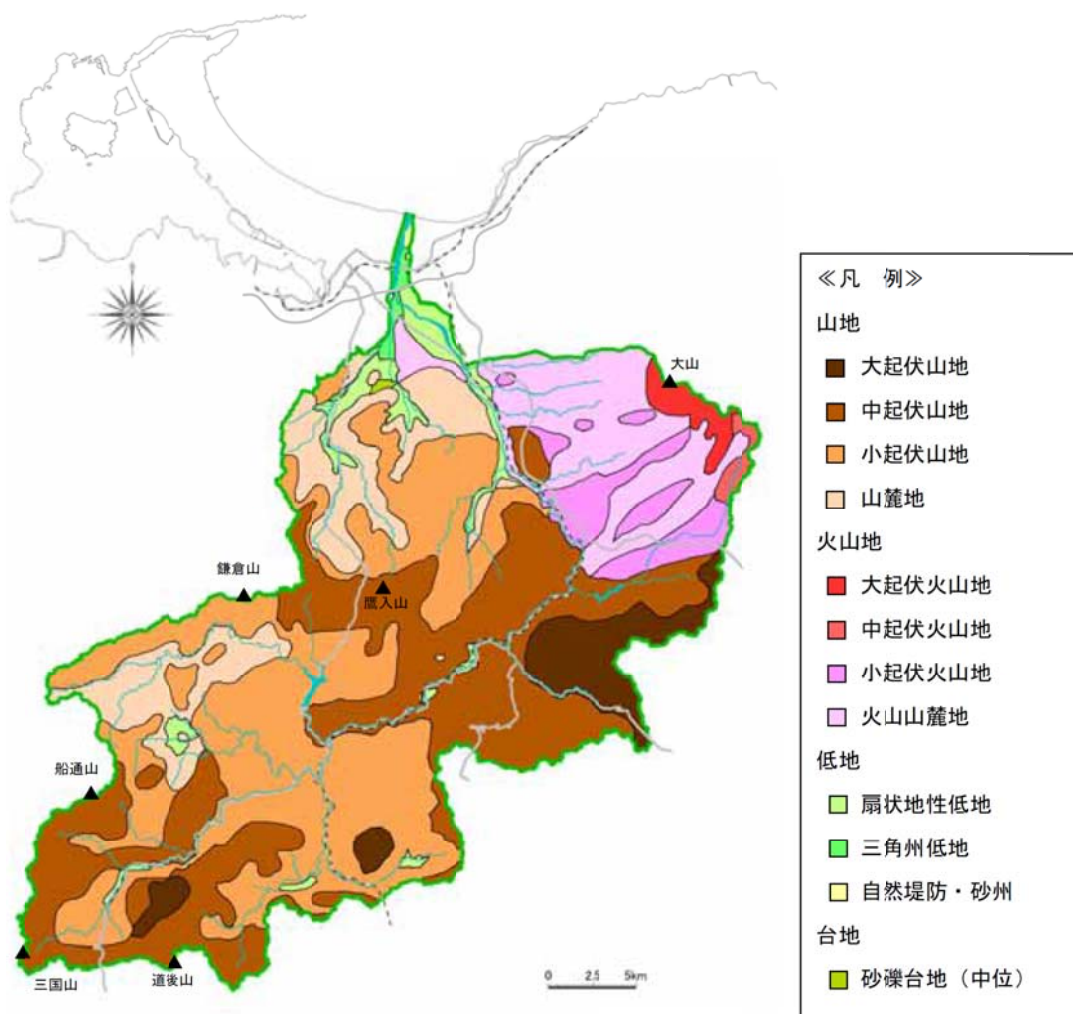 大山
鎌倉山
鷹入山
船通山
三国山
道後山
0 2.5 5km
≪凡 例≫
山地
大起伏山地
中起伏山地
小起伏山地
山麓地
火山地
大起伏火山地
中起伏火山地
小起伏火山地
火山山麓地
低地
扇状地性低地
三角州低地
自然堤防・砂州
台地
砂礫台地（中位）